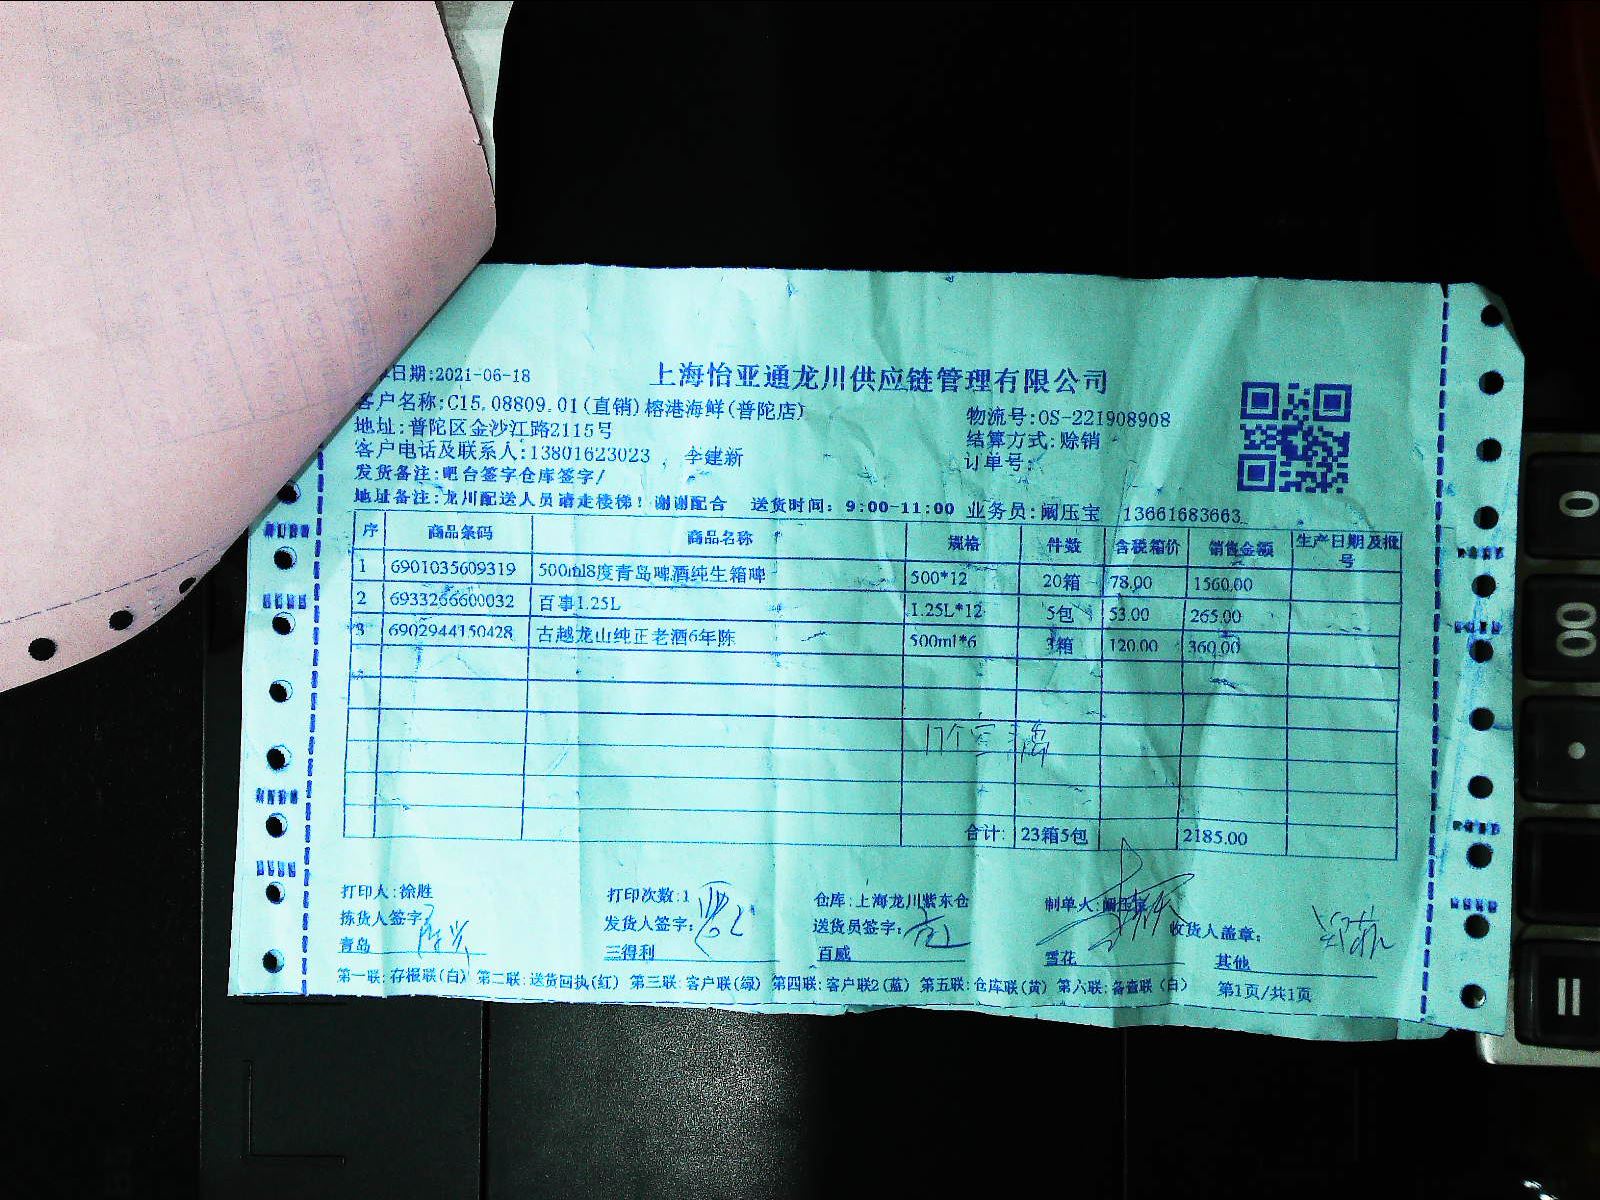 日期:2021-06-18
上海怡亚通龙川供应链管理有限公司
客户名称:C15.08809.01(直销)榕港海鲜(普陀店)
物流号:OS-221908908
地址:普陀区金沙江路2115号
结算方式:赊销
客户电话及联系人:13801623023 , 李建新
订单号:
发货备注:吧台签字仓库签字/
地址备注:龙川配送人员请走楼梯! 谢谢配合 送货时间: 9:00-11:00 业务员:阚压宝 13661683663
序 商品条码 商品名称 规格 件数 含税箱价 销售金额 生产日期及批号
1 6901035609319 500ml8度青岛啤酒纯生箱啤 500*12 20箱 78.00 1560.00
2 6933266600032 百事1.25L 1.25L*12 5包 53.00 265.00
3 6902944150428 古越龙山纯正老酒6年陈 500ml*6 3箱 120.00 360.00
17个空
合计: 23箱5包 2185.00
打印人:徐胜 打印次数:1 仓库:上海龙川紫东仓 制单人:
拣货人签字: 发货人签字: 送货员签字: 收货人盖章:
青岛 三得利 百威 雪花 其他
第一联:存根联(白) 第二联:送货回执(红) 第三联:客户联(绿) 第四联:客户联2(蓝) 第五联:仓库联(黄) 第六联:备查联(白) 第1页/共1页
0
00
.
=